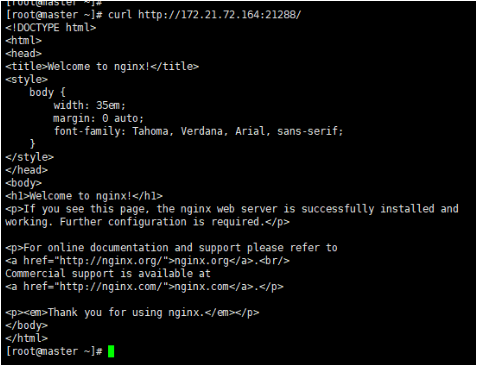 [root@master ~]#
[root@master ~]# curl http://172.21.72.164:21288/
<!DOCTYPE html>
<html>
<head>
<title>Welcome to nginx!</title>
<style>
    body {
        width: 35em;
        margin: 0 auto;
        font-family: Tahoma, Verdana, Arial, sans-serif;
    }
</style>
</head>
<body>
<h1>Welcome to nginx!</h1>
<p>If you see this page, the nginx web server is successfully installed and
working. Further configuration is required.</p>

<p>For online documentation and support please refer to
<a href="http://nginx.org/">nginx.org</a>.<br/>
Commercial support is available at
<a href="http://nginx.com/">nginx.com</a>.</p>

<p><em>Thank you for using nginx.</em></p>
</body>
</html>
[root@master ~]#